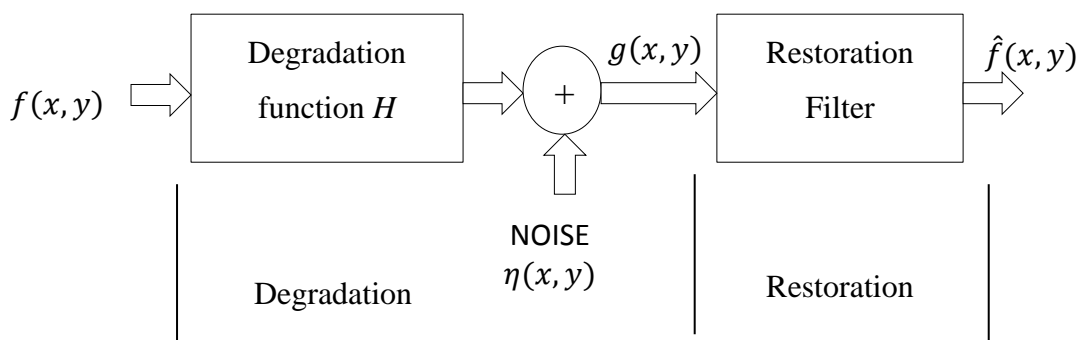 f(x, y)
Degradation
function H
+
NOISE
η(x, y)
g(x, y)
Restoration
Filter
f̂(x, y)
Degradation
Restoration